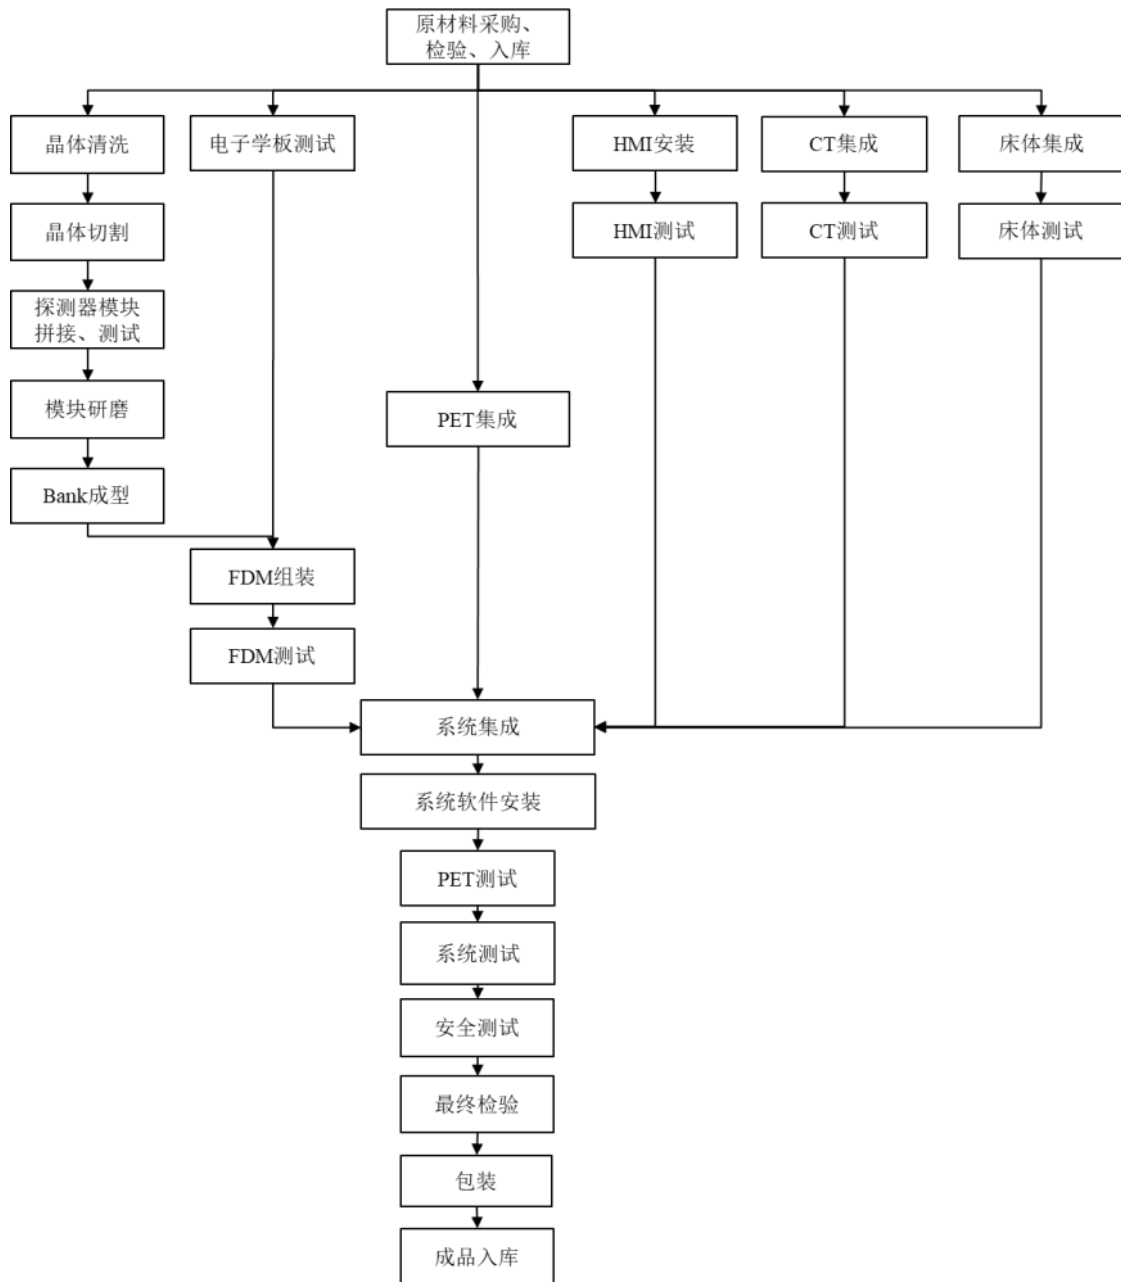 原材料采购、
检验、入库
晶体清洗
电子学板测试
HMI安装
CT集成
床体集成
晶体切割
HMI测试
CT测试
床体测试
探测器模块
拼接、测试
模块研磨
PET集成
Bank成型
FDM组装
FDM测试
系统集成
系统软件安装
PET测试
系统测试
安全测试
最终检验
包装
成品入库